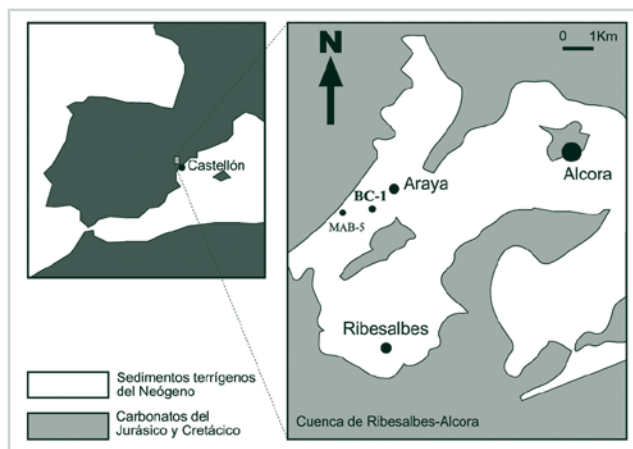 Castellón
Sedimentos terrígenos
del Neógeno
Carbonatos del
Jurásico y Cretácico
N
0 1Km
Alcora
Araya
BC-1
MAB-5
Ribesalbes
Cuenca de Ribesalbes-Alcora